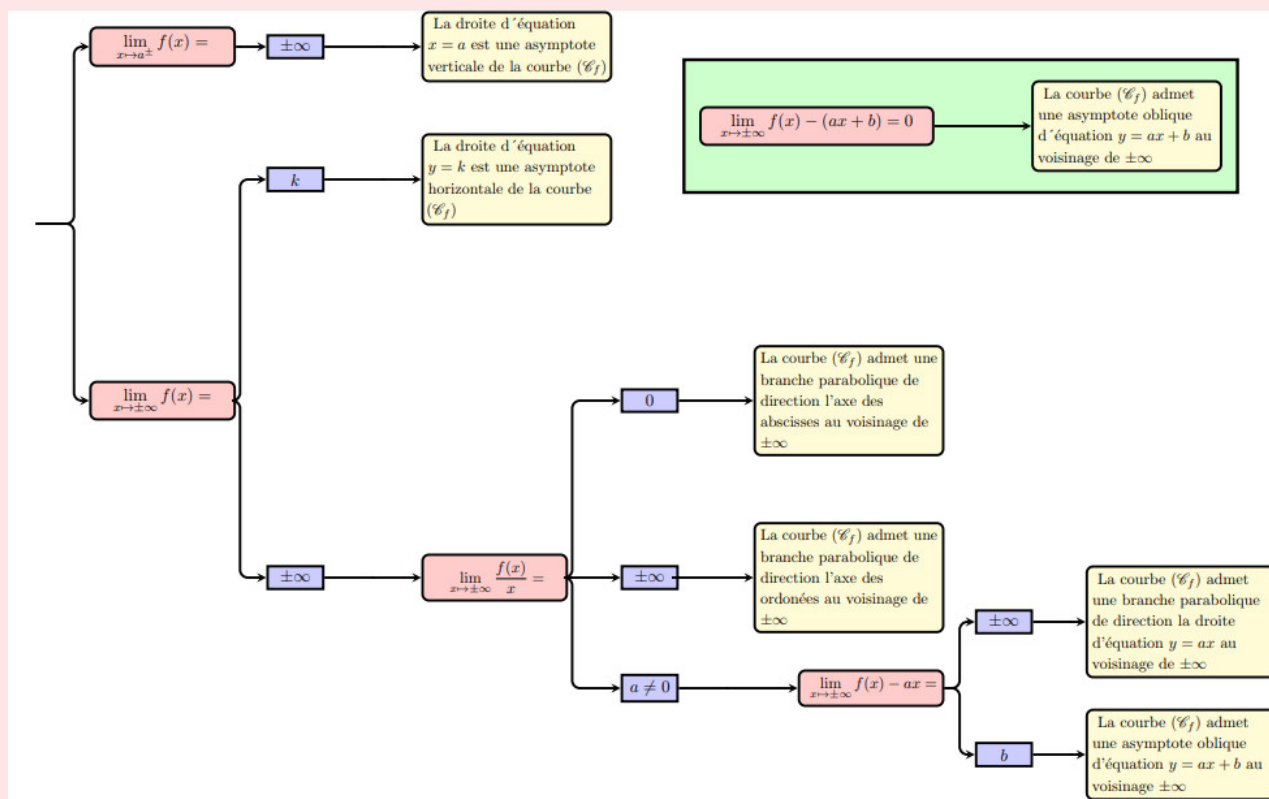 lim f(x) =
x↦a±
±∞
La droite d´équation
x = a est une asymptote
verticale de la courbe (𝒞f)
lim f(x) − (ax + b) = 0
x↦±∞
La courbe (𝒞f) admet
une asymptote oblique
d´équation y = ax + b au
voisinage de ±∞
k
La droite d´équation
y = k est une asymptote
horizontale de la courbe
(𝒞f)
lim f(x) =
x↦±∞
0
La courbe (𝒞f) admet une
branche parabolique de
direction l'axe des
abscisses au voisinage de
±∞
±∞
lim f(x)/x =
x↦±∞
±∞
La courbe (𝒞f) admet une
branche parabolique de
direction l'axe des
ordonées au voisinage de
±∞
a ≠ 0
lim f(x) − ax =
x↦±∞
±∞
La courbe (𝒞f) admet
une branche parabolique
de direction la droite
d'équation y = ax au
voisinage de ±∞
b
La courbe (𝒞f) admet
une asymptote oblique
d'équation y = ax + b au
voisinage ±∞